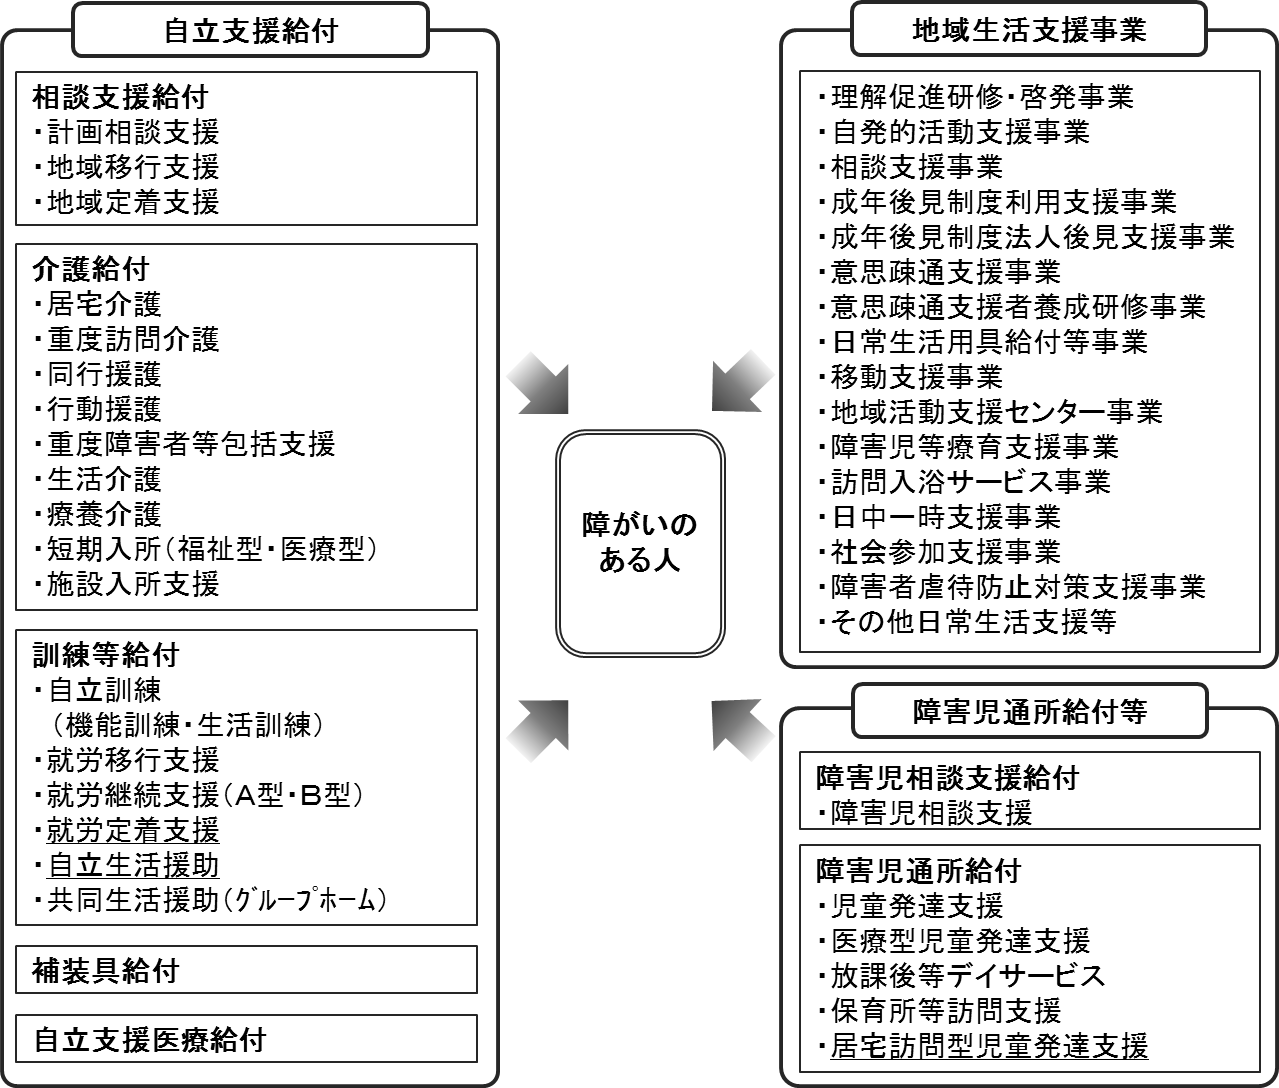 自立支援給付
相談支援給付
・計画相談支援
・地域移行支援
・地域定着支援
介護給付
・居宅介護
・重度訪問介護
・同行援護
・行動援護
・重度障害者等包括支援
・生活介護
・療養介護
・短期入所（福祉型・医療型）
・施設入所支援
訓練等給付
・自立訓練
（機能訓練・生活訓練）
・就労移行支援
・就労継続支援（Ａ型・Ｂ型）
・就労定着支援
・自立生活援助
・共同生活援助（ｸﾞﾙｰﾌﾟﾎｰﾑ）
補装具給付
自立支援医療給付
障がいの
ある人
地域生活支援事業
・理解促進研修・啓発事業
・自発的活動支援事業
・相談支援事業
・成年後見制度利用支援事業
・成年後見制度法人後見支援事業
・意思疎通支援事業
・意思疎通支援者養成研修事業
・日常生活用具給付等事業
・移動支援事業
・地域活動支援センター事業
・障害児等療育支援事業
・訪問入浴サービス事業
・日中一時支援事業
・社会参加支援事業
・障害者虐待防止対策支援事業
・その他日常生活支援等
障害児通所給付等
障害児相談支援給付
・障害児相談支援
障害児通所給付
・児童発達支援
・医療型児童発達支援
・放課後等デイサービス
・保育所等訪問支援
・居宅訪問型児童発達支援